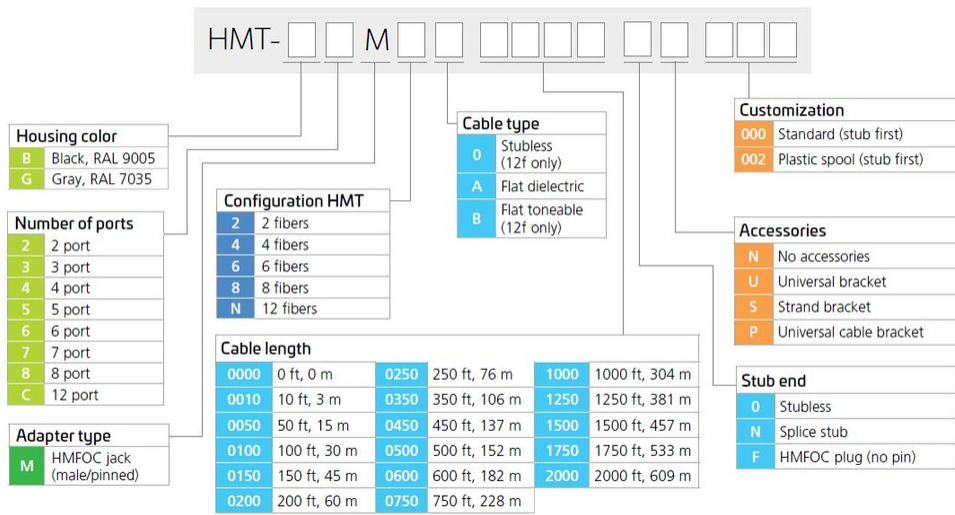 HMT- M
Housing color
B Black, RAL 9005
G Gray, RAL 7035
Number of ports
2 2 port
3 3 port
4 4 port
5 5 port
6 6 port
7 7 port
8 8 port
C 12 port
Adapter type
M HMFOC jack
(male/pinned)
Configuration HMT
2 2 fibers
4 4 fibers
6 6 fibers
8 8 fibers
N 12 fibers
Cable type
0 Stubless
(12f only)
A Flat dielectric
B Flat toneable
(12f only)
Cable length
0000 0 ft, 0 m 0250 250 ft, 76 m 1000 1000 ft, 304 m
0010 10 ft, 3 m 0350 350 ft, 106 m 1250 1250 ft, 381 m
0050 50 ft, 15 m 0450 450 ft, 137 m 1500 1500 ft, 457 m
0100 100 ft, 30 m 0500 500 ft, 152 m 1750 1750 ft, 533 m
0150 150 ft, 45 m 0600 600 ft, 182 m 2000 2000 ft, 609 m
0200 200 ft, 60 m 0750 750 ft, 228 m
Customization
000 Standard (stub first)
002 Plastic spool (stub first)
Accessories
N No accessories
U Universal bracket
S Strand bracket
P Universal cable bracket
Stub end
0 Stubless
N Splice stub
F HMFOC plug (no pin)